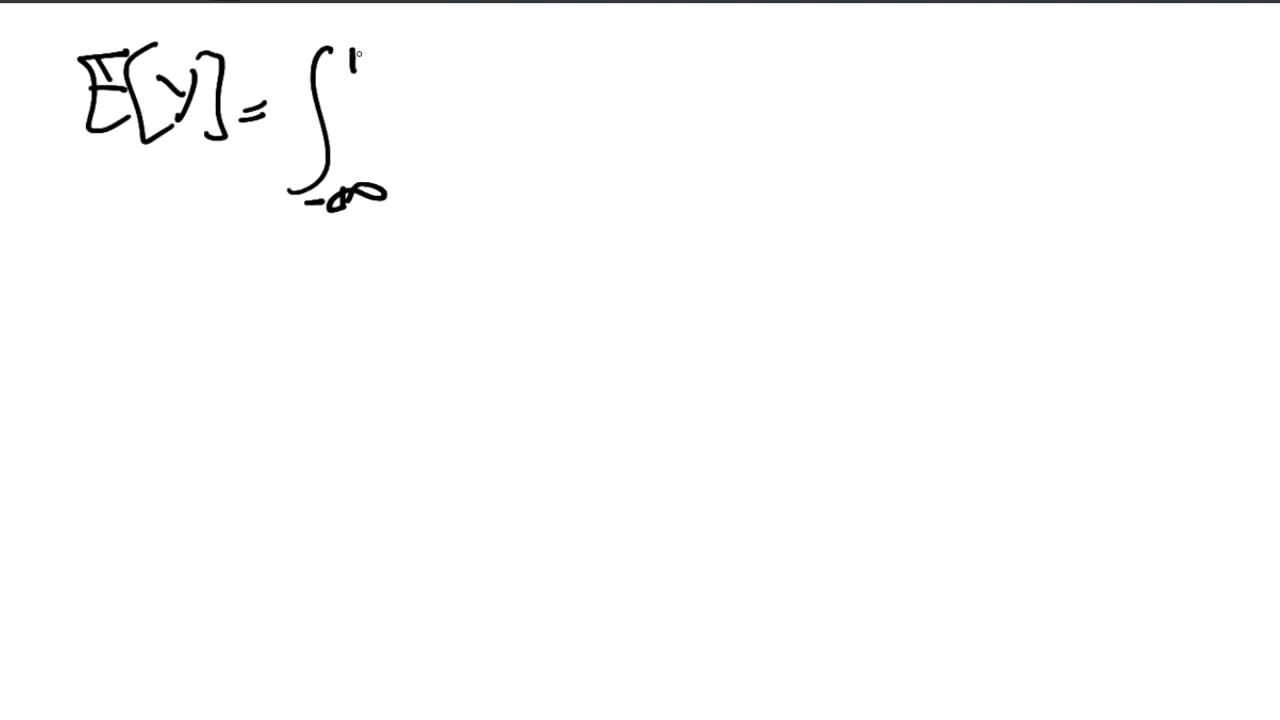 E[y] = ∫_{-∞}^{1}